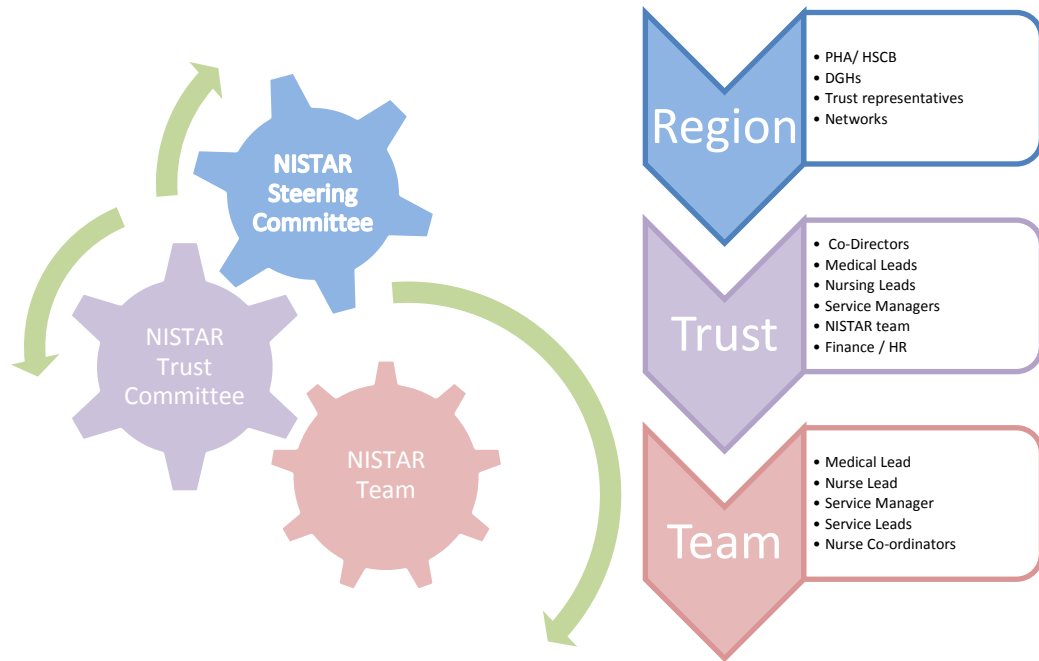 NISTAR
Steering
Committee
NISTAR
Trust
Committee
NISTAR
Team
Region
• PHA/ HSCB
• DGHs
• Trust representatives
• Networks
Trust
• Co-Directors
• Medical Leads
• Nursing Leads
• Service Managers
• NISTAR team
• Finance / HR
Team
• Medical Lead
• Nurse Lead
• Service Manager
• Service Leads
• Nurse Co-ordinators